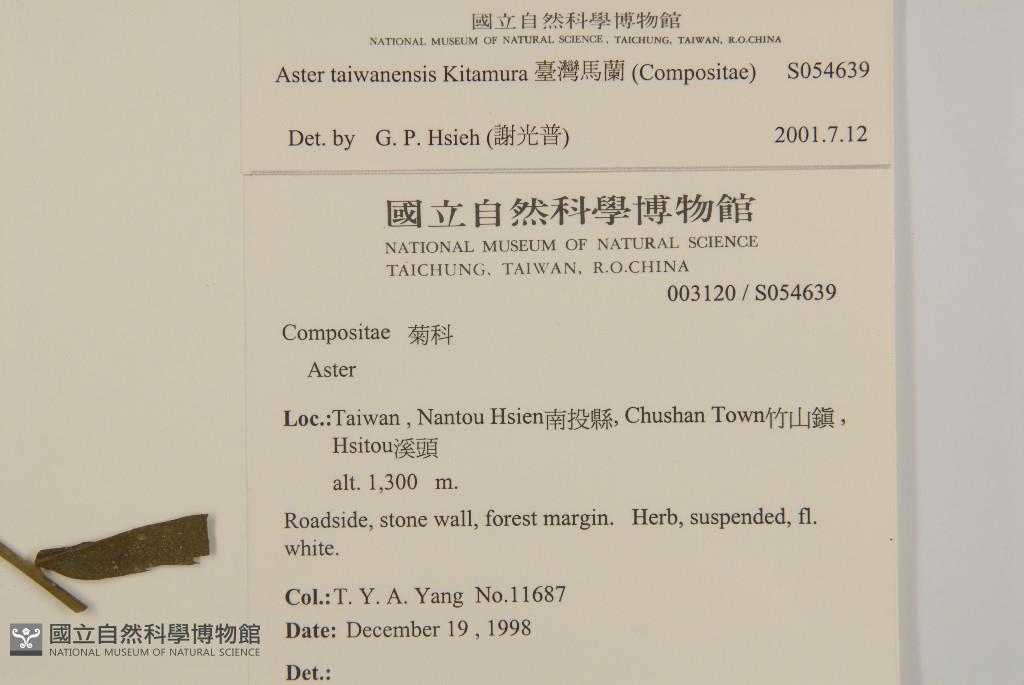 國立自然科學博物館
NATIONAL MUSEUM OF NATURAL SCIENCE, TAICHUNG, TAIWAN, R.O.CHINA
Aster taiwanensis Kitamura 臺灣馬蘭 (Compositae) S054639
Det. by G. P. Hsieh (謝光普) 2001.7.12
國立自然科學博物館
NATIONAL MUSEUM OF NATURAL SCIENCE
TAICHUNG, TAIWAN, R.O.CHINA
003120 / S054639
Compositae 菊科
Aster
Loc.:Taiwan , Nantou Hsien南投縣, Chushan Town竹山鎮 ,
Hsitou溪頭
alt. 1,300 m.
Roadside, stone wall, forest margin. Herb, suspended, fl.
white.
Col.: T. Y. A. Yang No.11687
Date: December 19 , 1998
Det.:
國立自然科學博物館
NATIONAL MUSEUM OF NATURAL SCIENCE